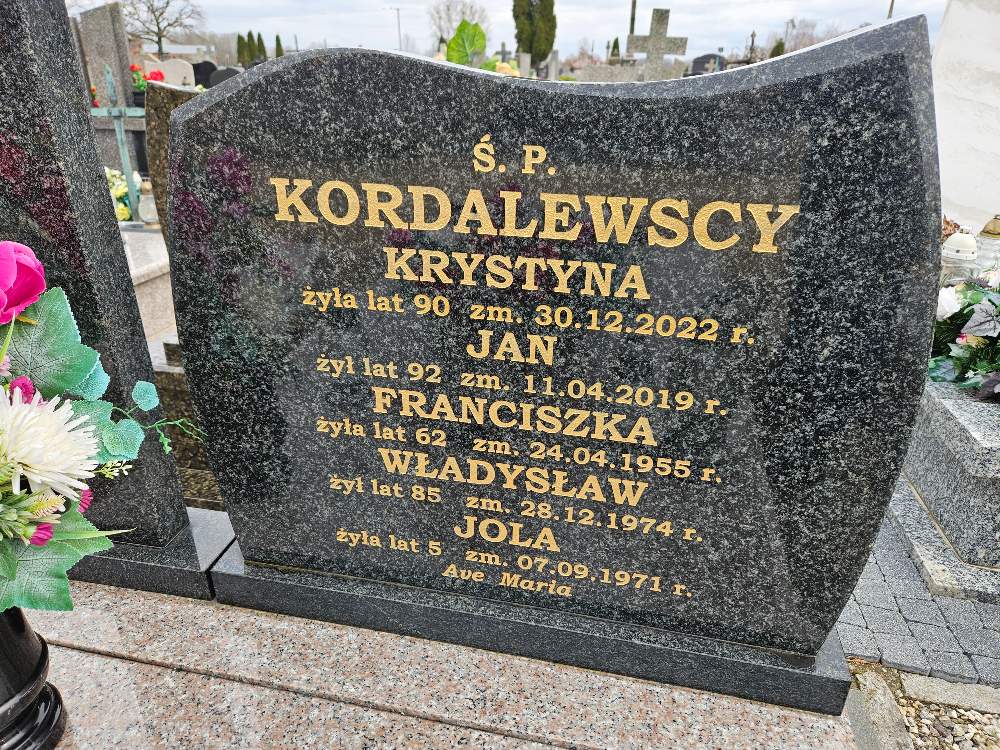 Ś. P.
KORDALEWSCY
KRYSTYNA
żyła lat 90 zm. 30.12.2022 r.
JAN
żył lat 92 zm. 11.04.2019 r.
FRANCISZKA
żyła lat 62 zm. 24.04.1955 r.
WŁADYSŁAW
żył lat 85 zm. 28.12.1974 r.
JOLA
żyła lat 5 zm. 07.09.1971 r.
Ave Maria